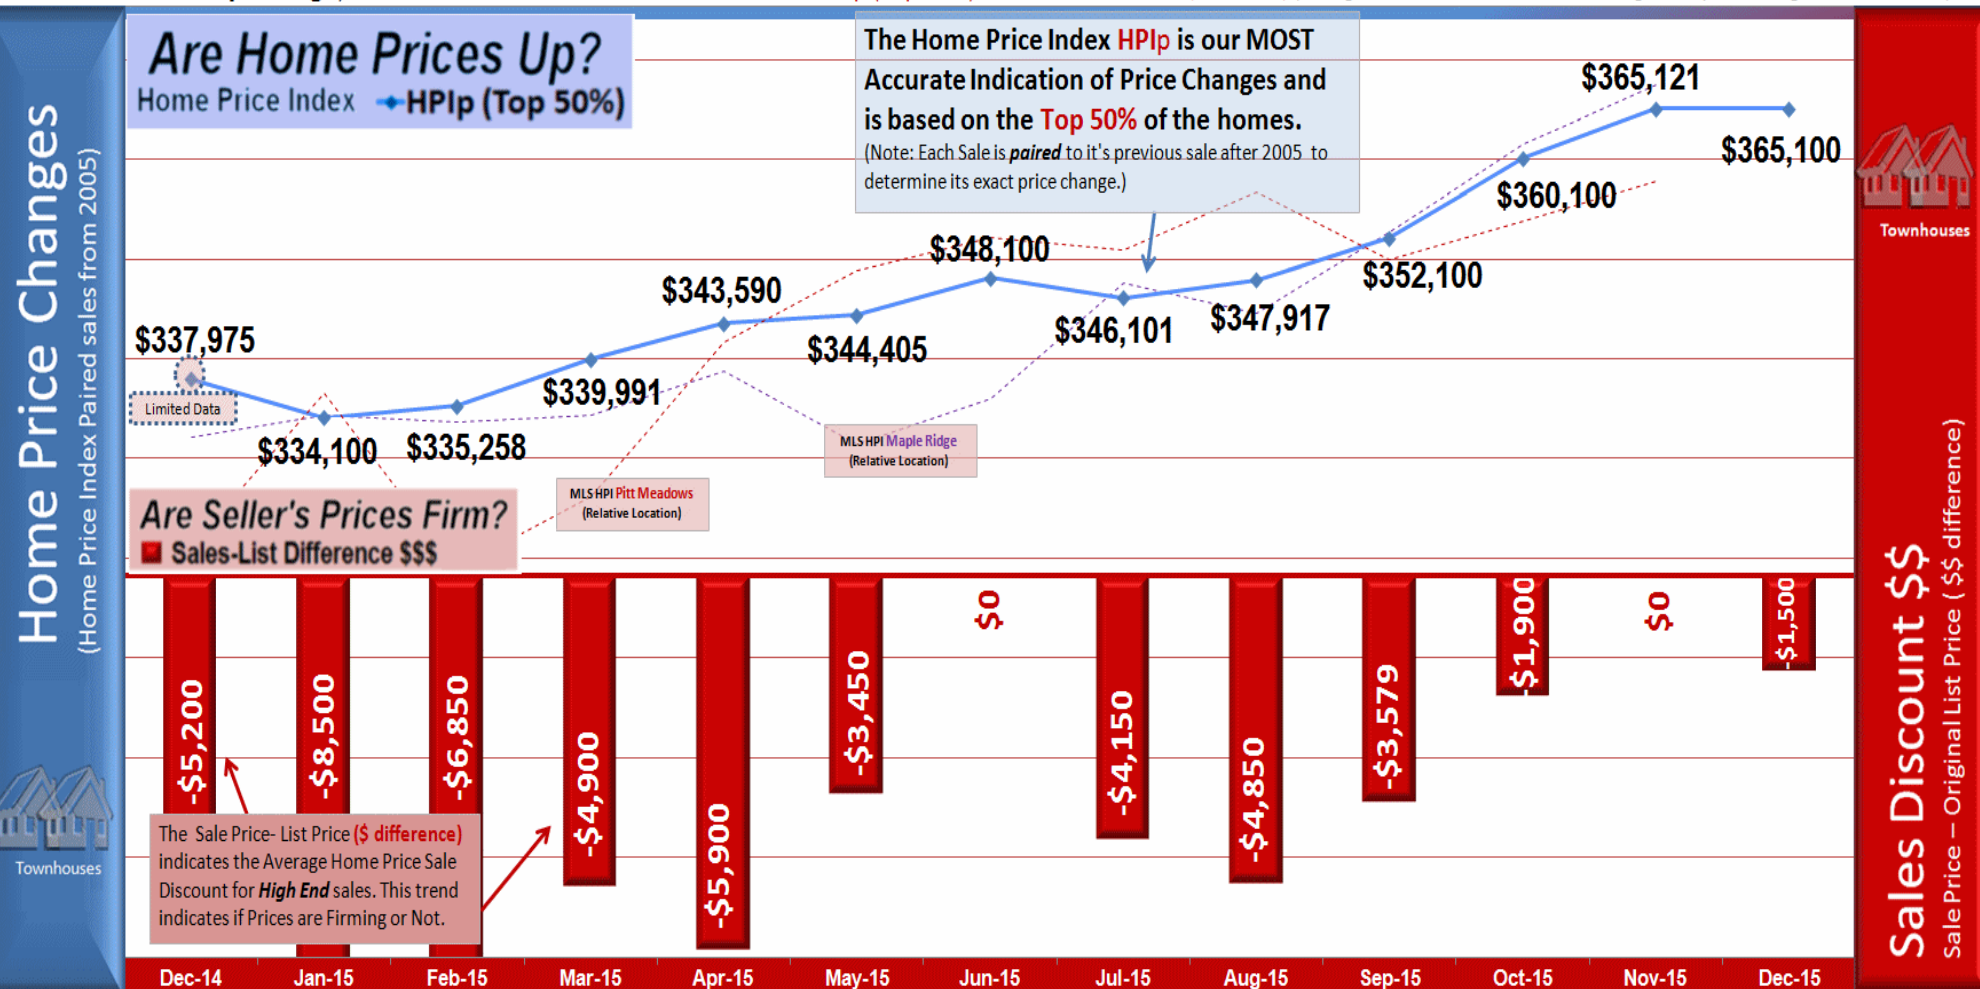 Home Price Changes
(Home Price Index Paired sales from 2005)
Townhouses
Are Home Prices Up?
Home Price Index HPIp (Top 50%)
The Home Price Index HPIp is our MOST
Accurate Indication of Price Changes and
is based on the Top 50% of the homes.
(Note: Each Sale is paired to it's previous sale after 2005 to
determine its exact price change.)
$337,975
$334,100
$335,258
$339,991
$343,590
$344,405
$348,100
$346,101
$347,917
$352,100
$360,100
$365,121
$365,100
Limited Data
MLS HPI Maple Ridge
(Relative Location)
MLS HPI Pitt Meadows
(Relative Location)
Are Seller's Prices Firm?
Sales-List Difference $$$
-$5,200
-$8,500
-$6,850
-$4,900
-$5,900
-$3,450
$0
-$4,150
-$4,850
-$3,579
-$1,900
$0
-$1,500
The Sale Price- List Price ($ difference)
indicates the Average Home Price Sale
Discount for High End sales. This trend
indicates if Prices are Firming or Not.
Dec-14 Jan-15 Feb-15 Mar-15 Apr-15 May-15 Jun-15 Jul-15 Aug-15 Sep-15 Oct-15 Nov-15 Dec-15
Townhouses
Sales Discount $$
Sale Price – Original List Price ( $$ difference)